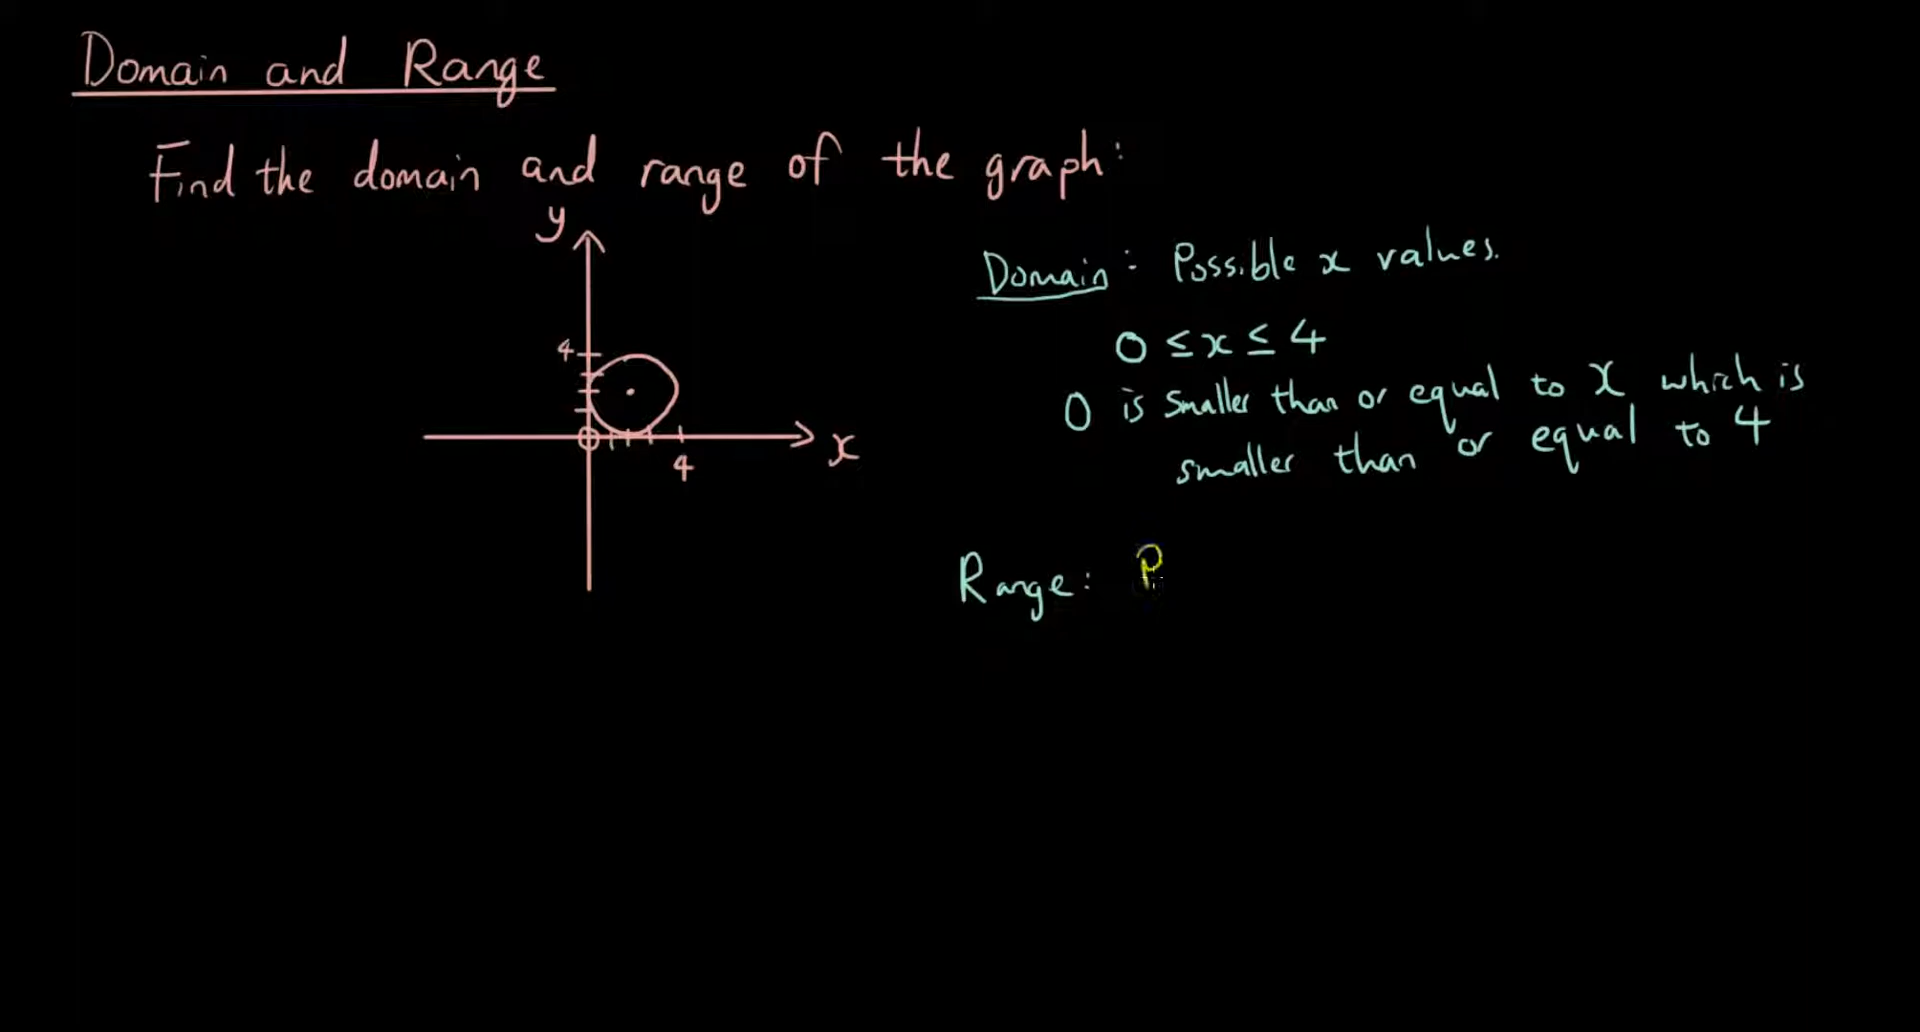 Domain and Range
Find the domain and range of the graph:
y
4
x
4
Domain: Possible x values.
0 ≤ x ≤ 4
0 is smaller than or equal to x which is
smaller than or equal to 4
Range: P